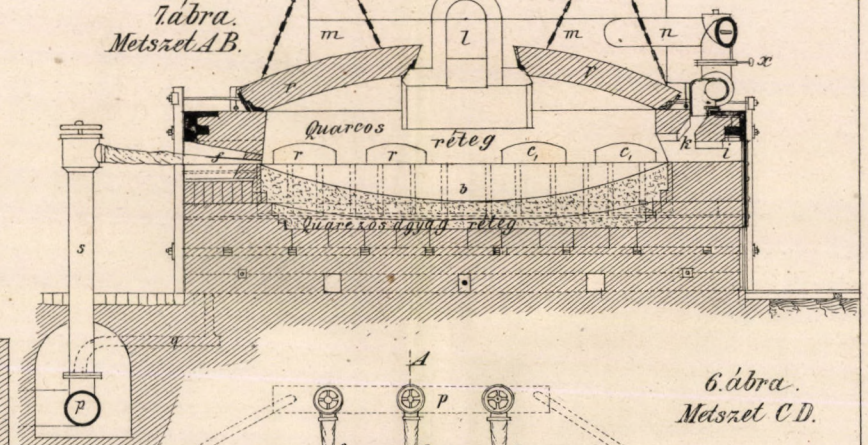 7. ábra.
Metszet A B.
m
l
m
n
x
r
r
Quarcos
réteg
k
l
f
r
r
c,
c,
b
Quarczos agyag réteg
s
q
p
A
p
6. ábra.
Metszet C D.